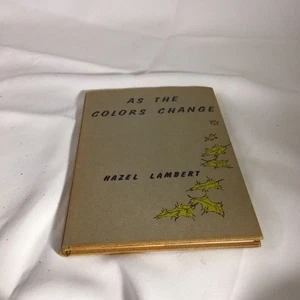 AS THE
COLORS CHANGE
HAZEL LAMBERT